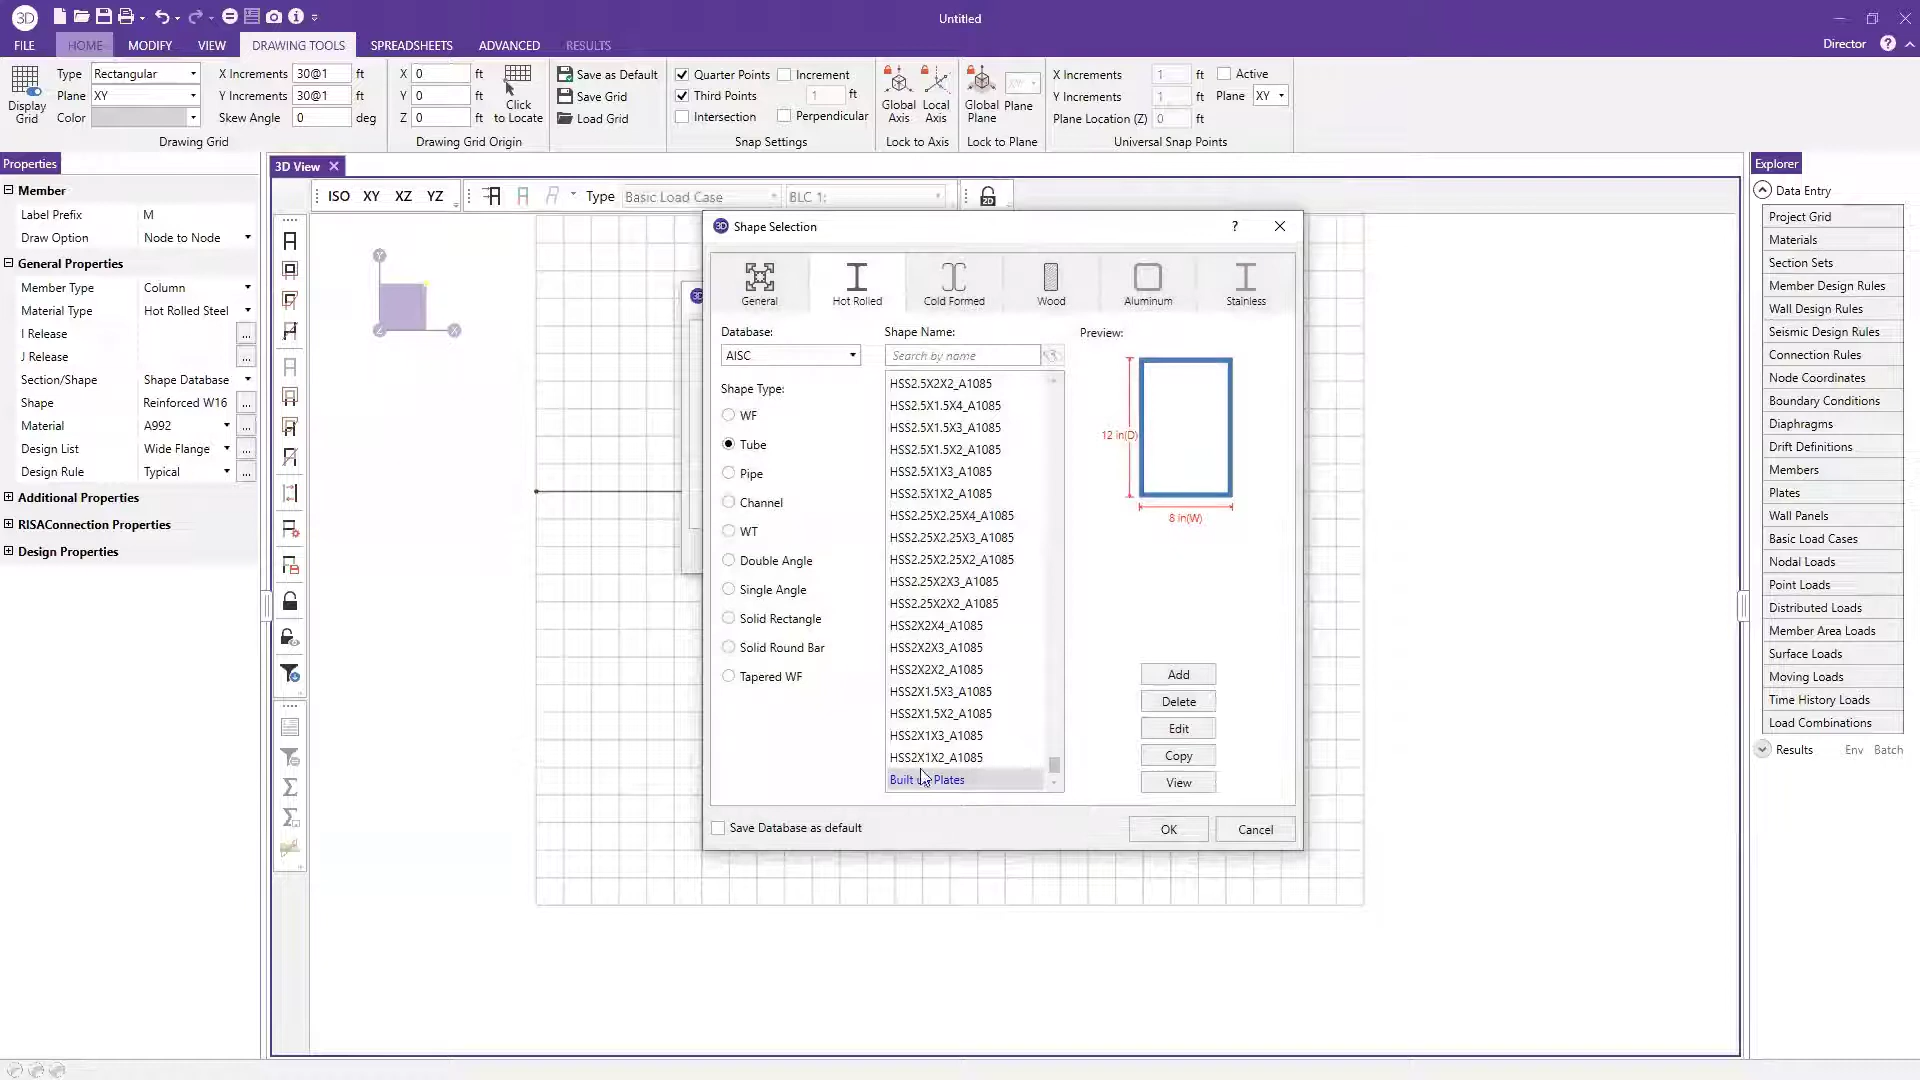 3D
Untitled
FILE HOME MODIFY VIEW DRAWING TOOLS SPREADSHEETS ADVANCED RESULTS
Director
Display Grid
Type Rectangular
Plane XY
Color
X Increments 30@1 ft
Y Increments 30@1 ft
Skew Angle 0 deg
Drawing Grid
X 0 ft
Y 0 ft
Z 0 ft
Click to Locate
Drawing Grid Origin
Save as Default
Save Grid
Load Grid
Quarter Points Increment
Third Points 1 ft
Intersection Perpendicular
Snap Settings
Global Axis
Local Axis
Lock to Axis
Global Plane
XY
Plane
Lock to Plane
X Increments 1 ft Active
Y Increments 1 ft Plane XY
Plane Location (Z) 0 ft
Universal Snap Points
Properties
Member
Label Prefix M
Draw Option Node to Node
General Properties
Member Type Column
Material Type Hot Rolled Steel
I Release ...
J Release ...
Section/Shape Shape Database
Shape Reinforced W16 ...
Material A992 ...
Design List Wide Flange ...
Design Rule Typical ...
Additional Properties
RISAConnection Properties
Design Properties
3D View
ISO XY XZ YZ
Type Basic Load Case BLC 1:
2D
Y
Z
X
3D
3D Shape Selection ?
General
Hot Rolled
Cold Formed
Wood
Aluminum
Stainless
Database:
AISC
Shape Type:
WF
Tube
Pipe
Channel
WT
Double Angle
Single Angle
Solid Rectangle
Solid Round Bar
Tapered WF
Shape Name:
Search by name
HSS2.5X2X2_A1085
HSS2.5X1.5X4_A1085
HSS2.5X1.5X3_A1085
HSS2.5X1.5X2_A1085
HSS2.5X1X3_A1085
HSS2.5X1X2_A1085
HSS2.25X2.25X4_A1085
HSS2.25X2.25X3_A1085
HSS2.25X2.25X2_A1085
HSS2.25X2X3_A1085
HSS2.25X2X2_A1085
HSS2X2X4_A1085
HSS2X2X3_A1085
HSS2X2X2_A1085
HSS2X1.5X3_A1085
HSS2X1.5X2_A1085
HSS2X1X3_A1085
HSS2X1X2_A1085
Built Plates
Preview:
12 in(D)
8 in(W)
Add
Delete
Edit
Copy
View
Save Database as default
OK Cancel
Explorer
Data Entry
Project Grid
Materials
Section Sets
Member Design Rules
Wall Design Rules
Seismic Design Rules
Connection Rules
Node Coordinates
Boundary Conditions
Diaphragms
Drift Definitions
Members
Plates
Wall Panels
Basic Load Cases
Nodal Loads
Point Loads
Distributed Loads
Member Area Loads
Surface Loads
Moving Loads
Time History Loads
Load Combinations
Results Env Batch